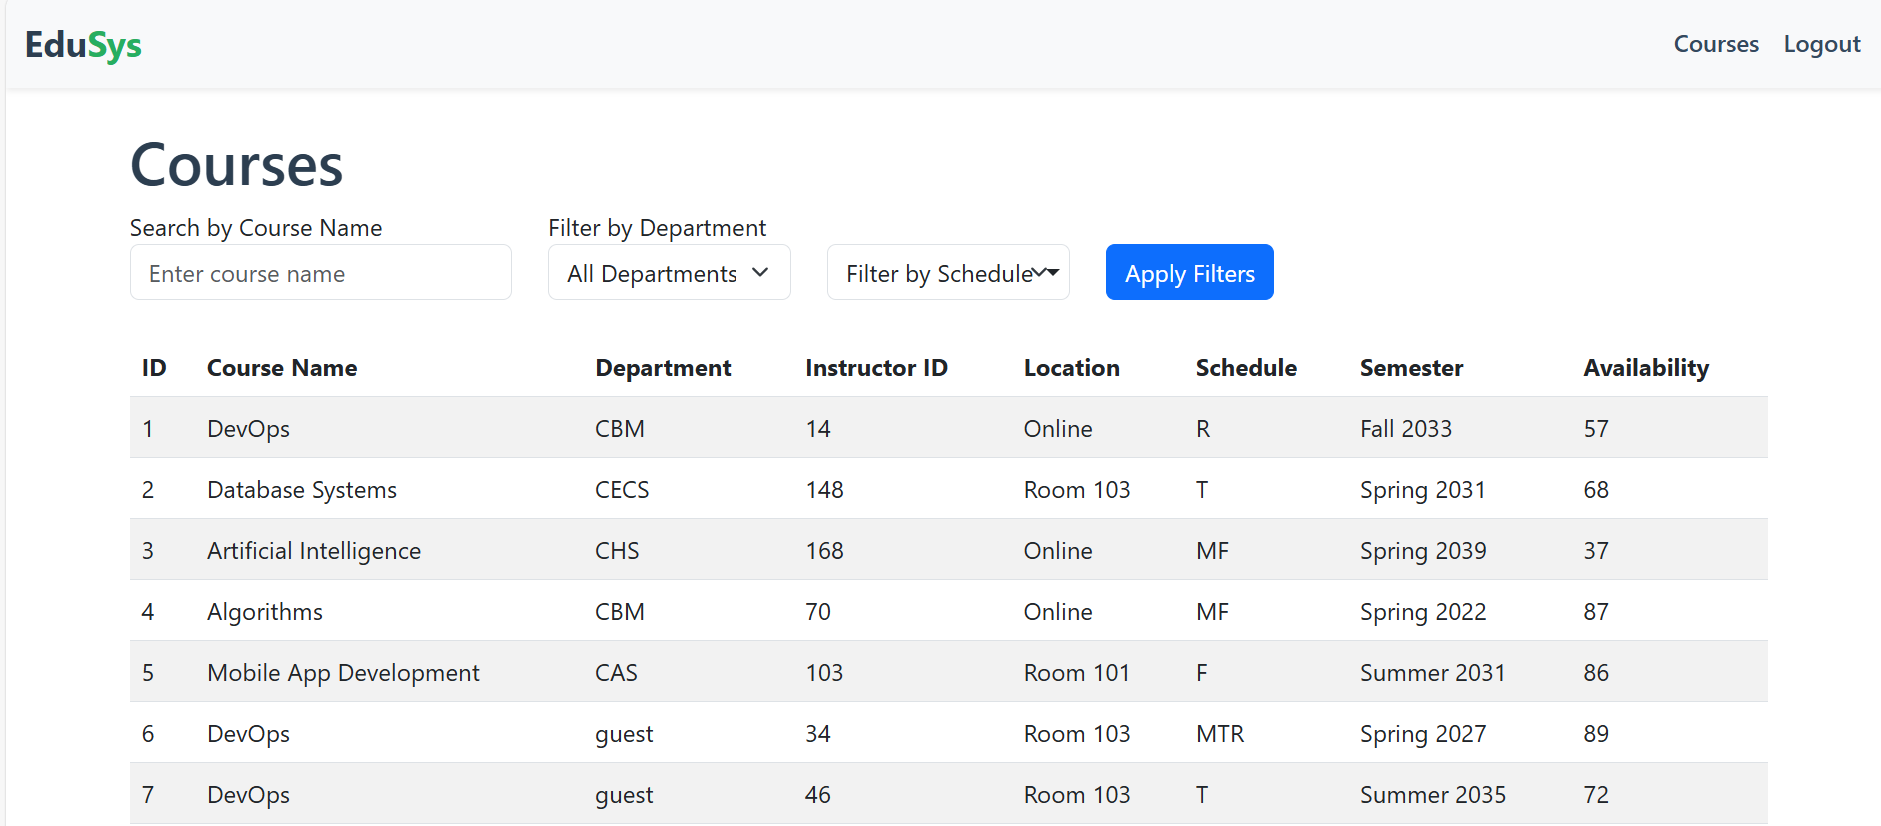 EduSys
Courses Logout
Courses
Search by Course Name Filter by Department
Enter course name All Departments Filter by Schedule Apply Filters
ID Course Name Department Instructor ID Location Schedule Semester Availability
1 DevOps CBM 14 Online R Fall 2033 57
2 Database Systems CECS 148 Room 103 T Spring 2031 68
3 Artificial Intelligence CHS 168 Online MF Spring 2039 37
4 Algorithms CBM 70 Online MF Spring 2022 87
5 Mobile App Development CAS 103 Room 101 F Summer 2031 86
6 DevOps guest 34 Room 103 MTR Spring 2027 89
7 DevOps guest 46 Room 103 T Summer 2035 72